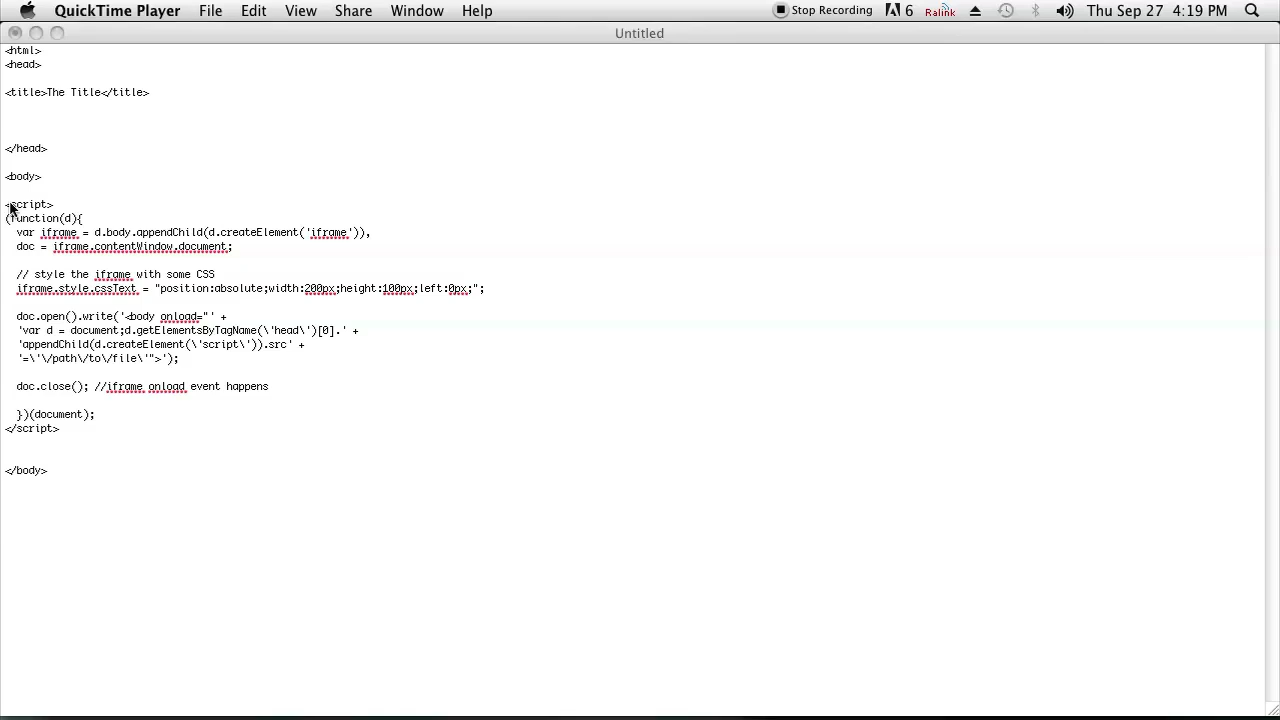 QuickTime Player File Edit View Share Window Help Stop Recording 6 Ralink Thu Sep 27 4:19 PM
Untitled
<html>
<head>
<title>The Title</title>
</head>
<body>
<script>
(function(d){
var iframe = d.body.appendChild(d.createElement('iframe')),
doc = iframe.contentWindow.document;
// style the iframe with some CSS
iframe.style.cssText = "position:absolute;width:200px;height:100px;left:0px;";
doc.open().write('<body onload="' +
'var d = document;d.getElementsByTagName(\'head\')[0].' +
'appendChild(d.createElement(\'script\')).src' +
'=\'\/path\/to\/file\'">');
doc.close(); //iframe onload event happens
})(document);
</script>
</body>